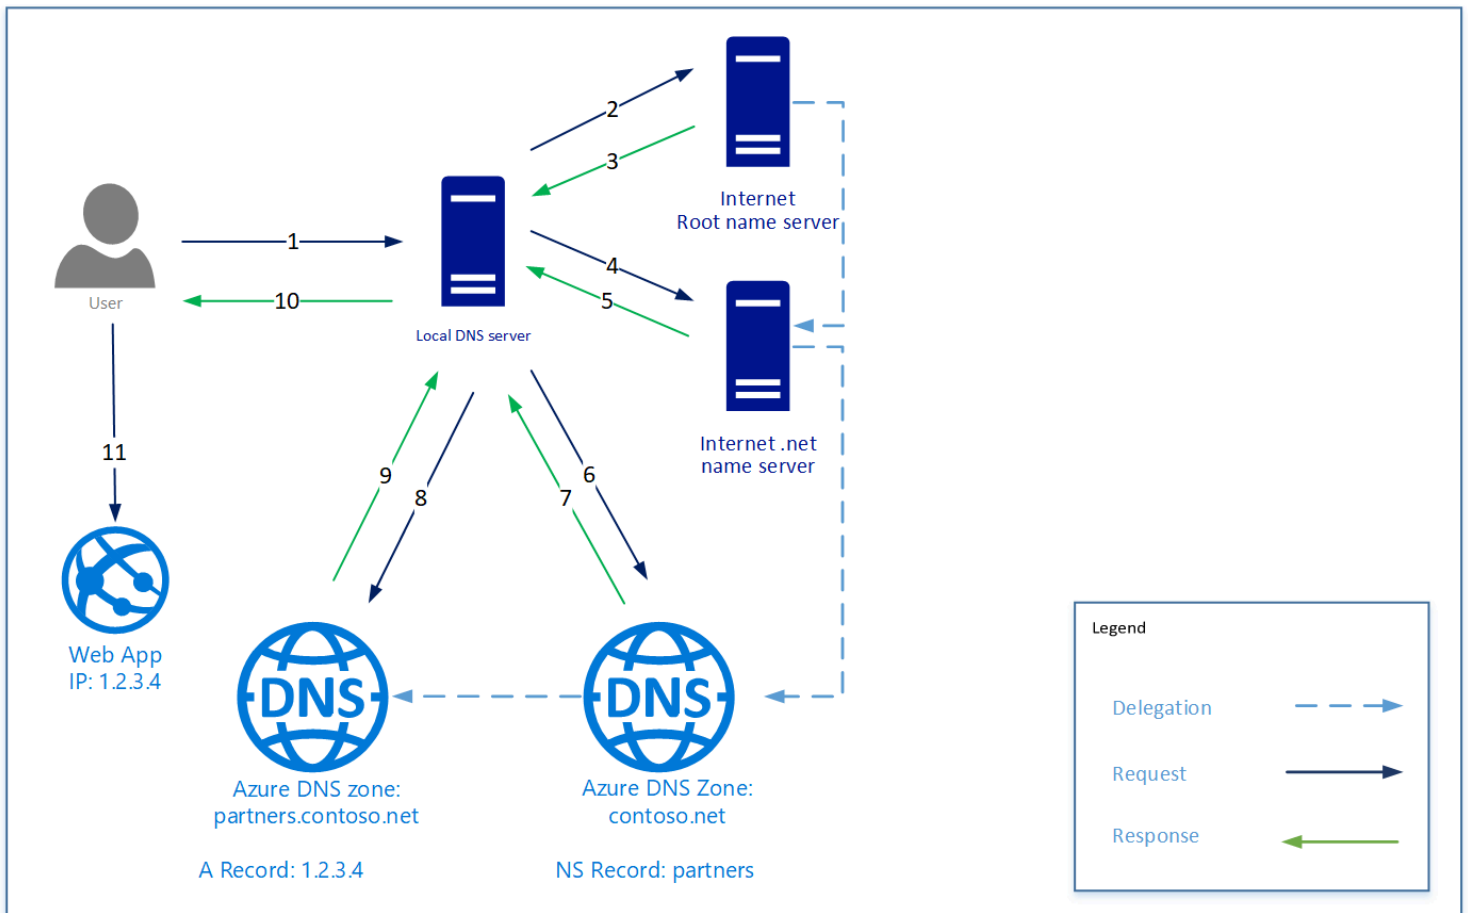 2
3
Internet
Root name server
1
4
10
5
User
Local DNS server
Internet .net
name server
11
9
6
8
7
Web App
IP: 1.2.3.4
DNS
DNS
Azure DNS zone:
partners.contoso.net
Azure DNS Zone:
contoso.net
A Record: 1.2.3.4
NS Record: partners
Legend
Delegation
Request
Response